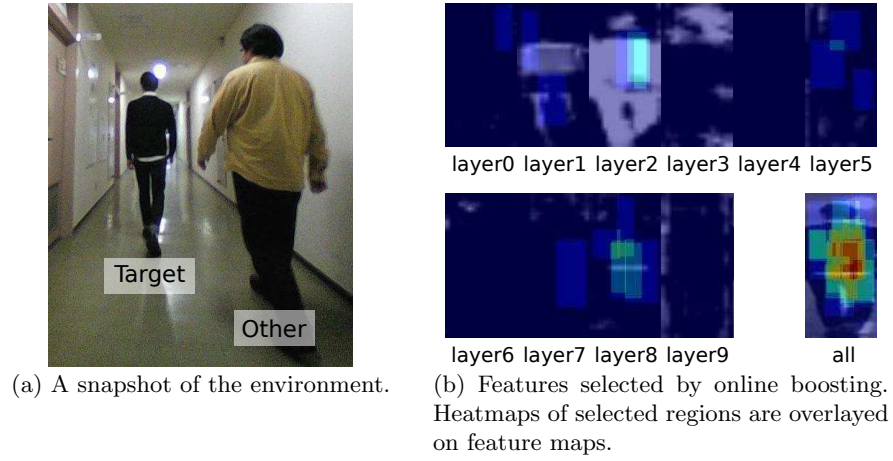 Target
Other
(a) A snapshot of the environment.
layer0 layer1 layer2 layer3 layer4 layer5
layer6 layer7 layer8 layer9
all
(b) Features selected by online boosting.
Heatmaps of selected regions are overlayed
on feature maps.